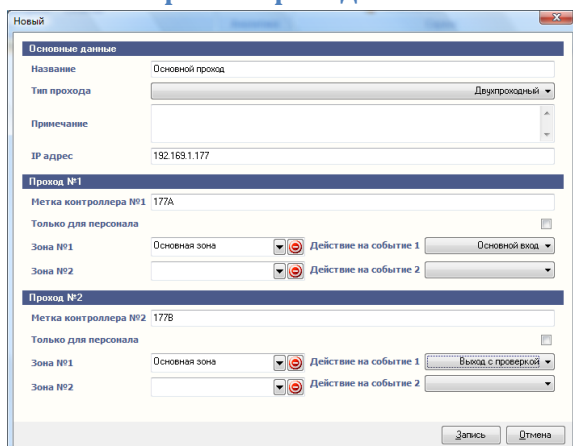 Новый
Основные данные
Название Основной проход
Тип прохода Двухпроходный
Примечание
IP адрес 192.169.1.177
Проход №1
Метка контроллера №1 177A
Только для персонала
Зона №1 Основная зона Действие на событие 1 Основной вход
Зона №2 Действие на событие 2
Проход №2
Метка контроллера №2 177B
Только для персонала
Зона №1 Основная зона Действие на событие 1 Выход с проверкой
Зона №2 Действие на событие 2
Запись Отмена